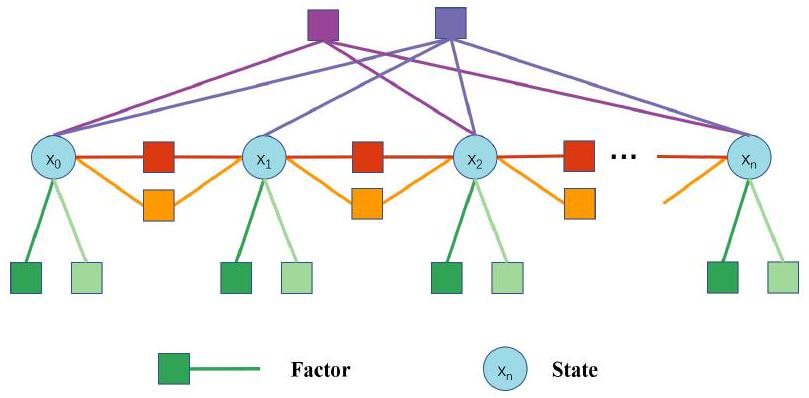 x0 x1 x2 ... xn
xn
Factor State